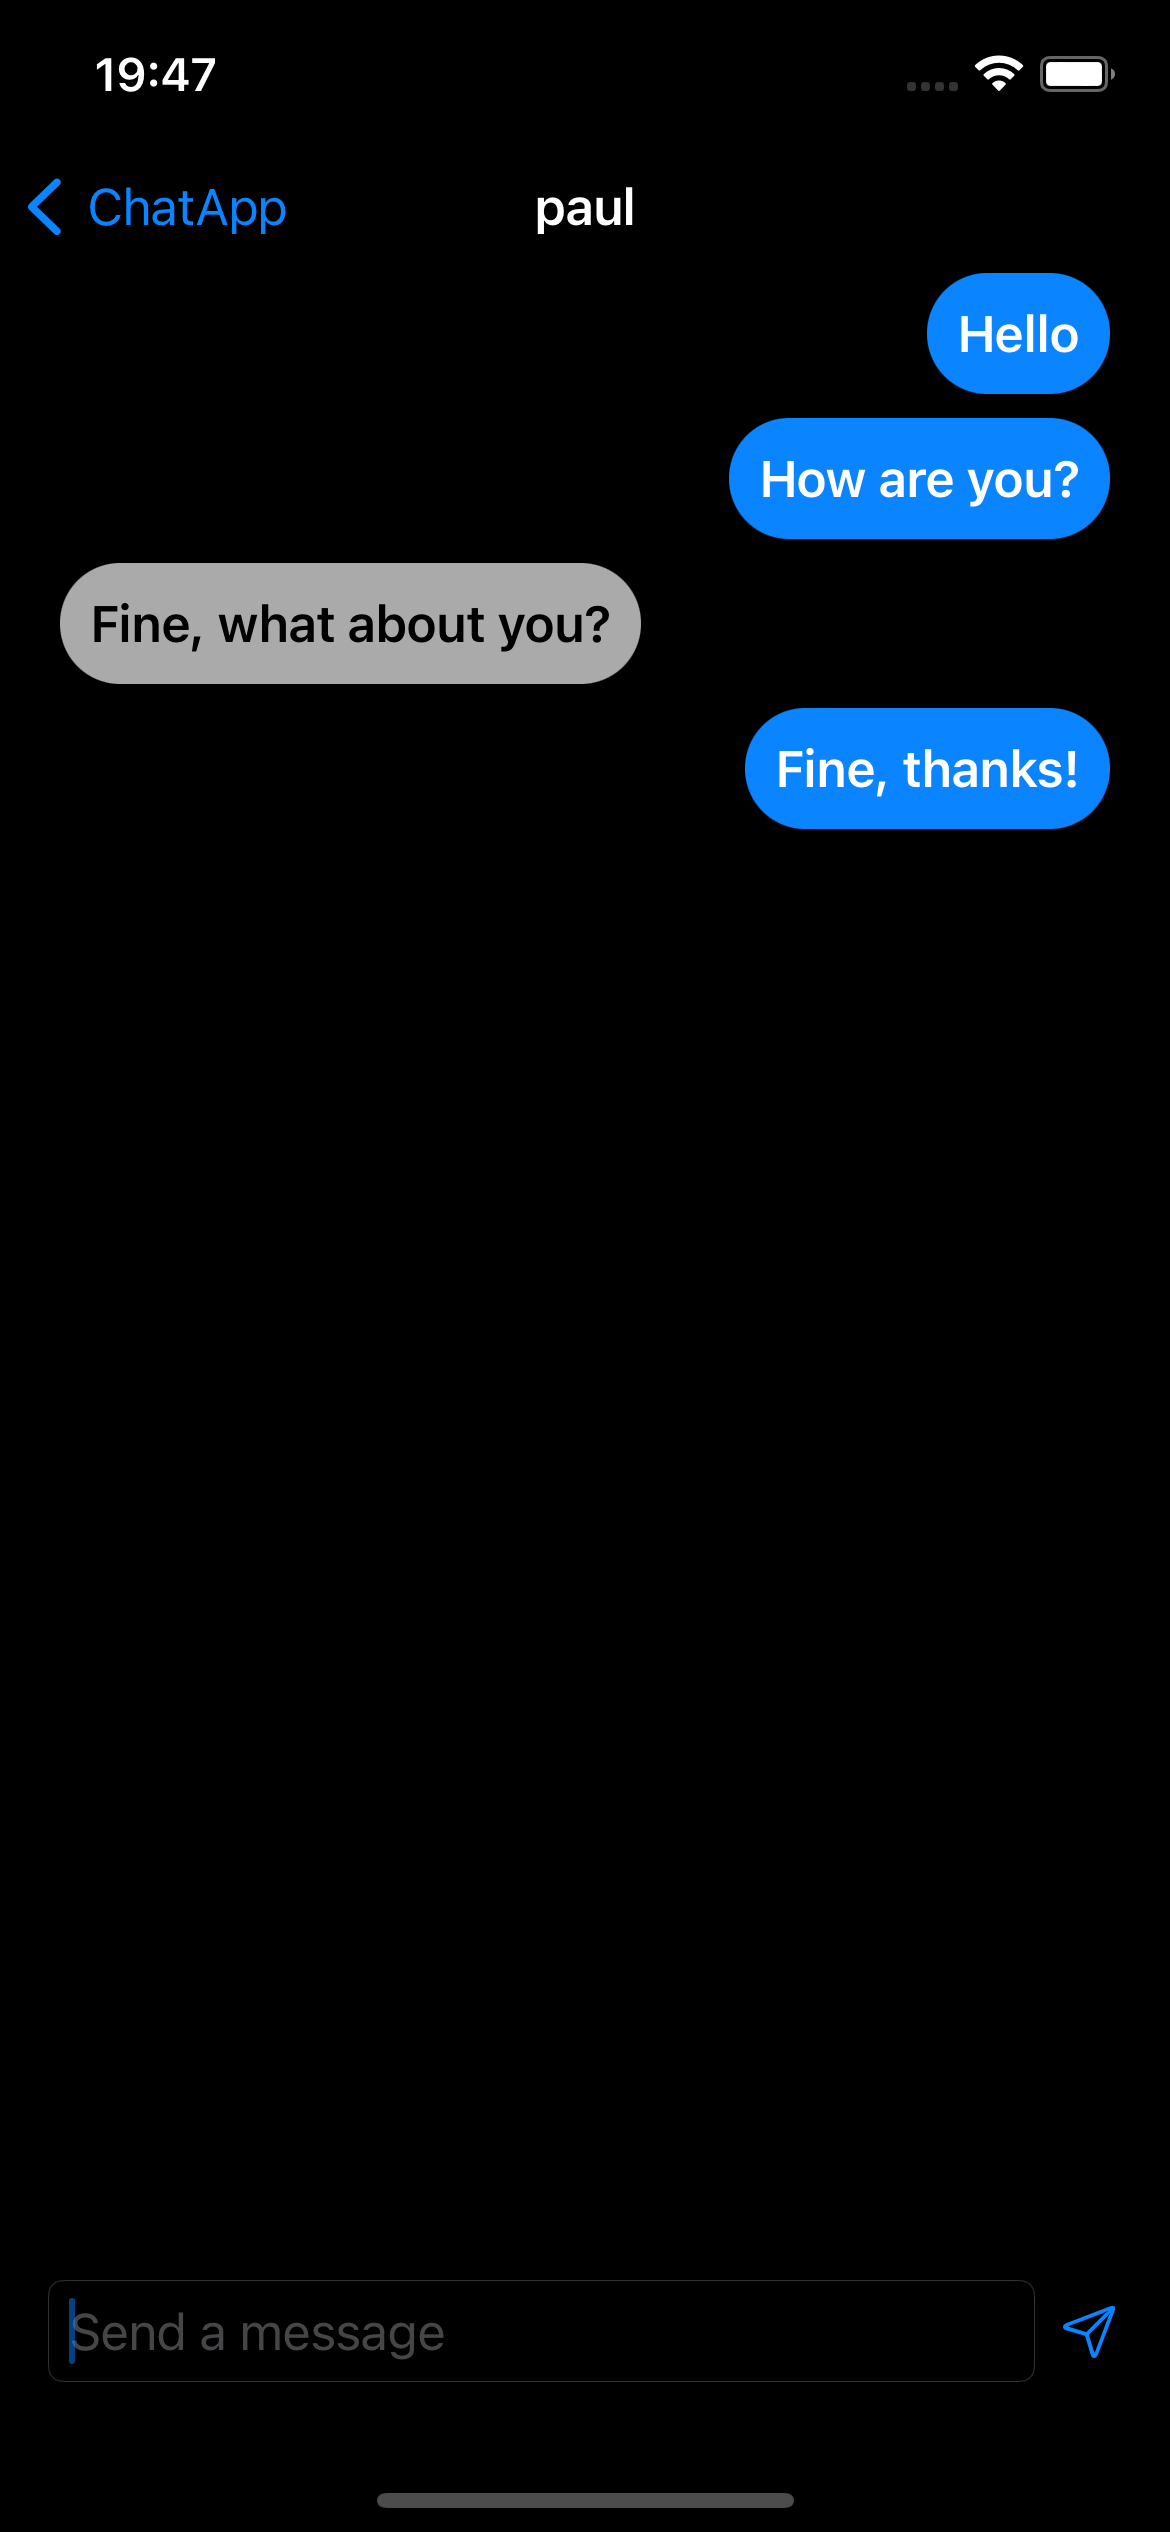 19:47
ChatApp
paul
Hello
How are you?
Fine, what about you?
Fine, thanks!
Send a message